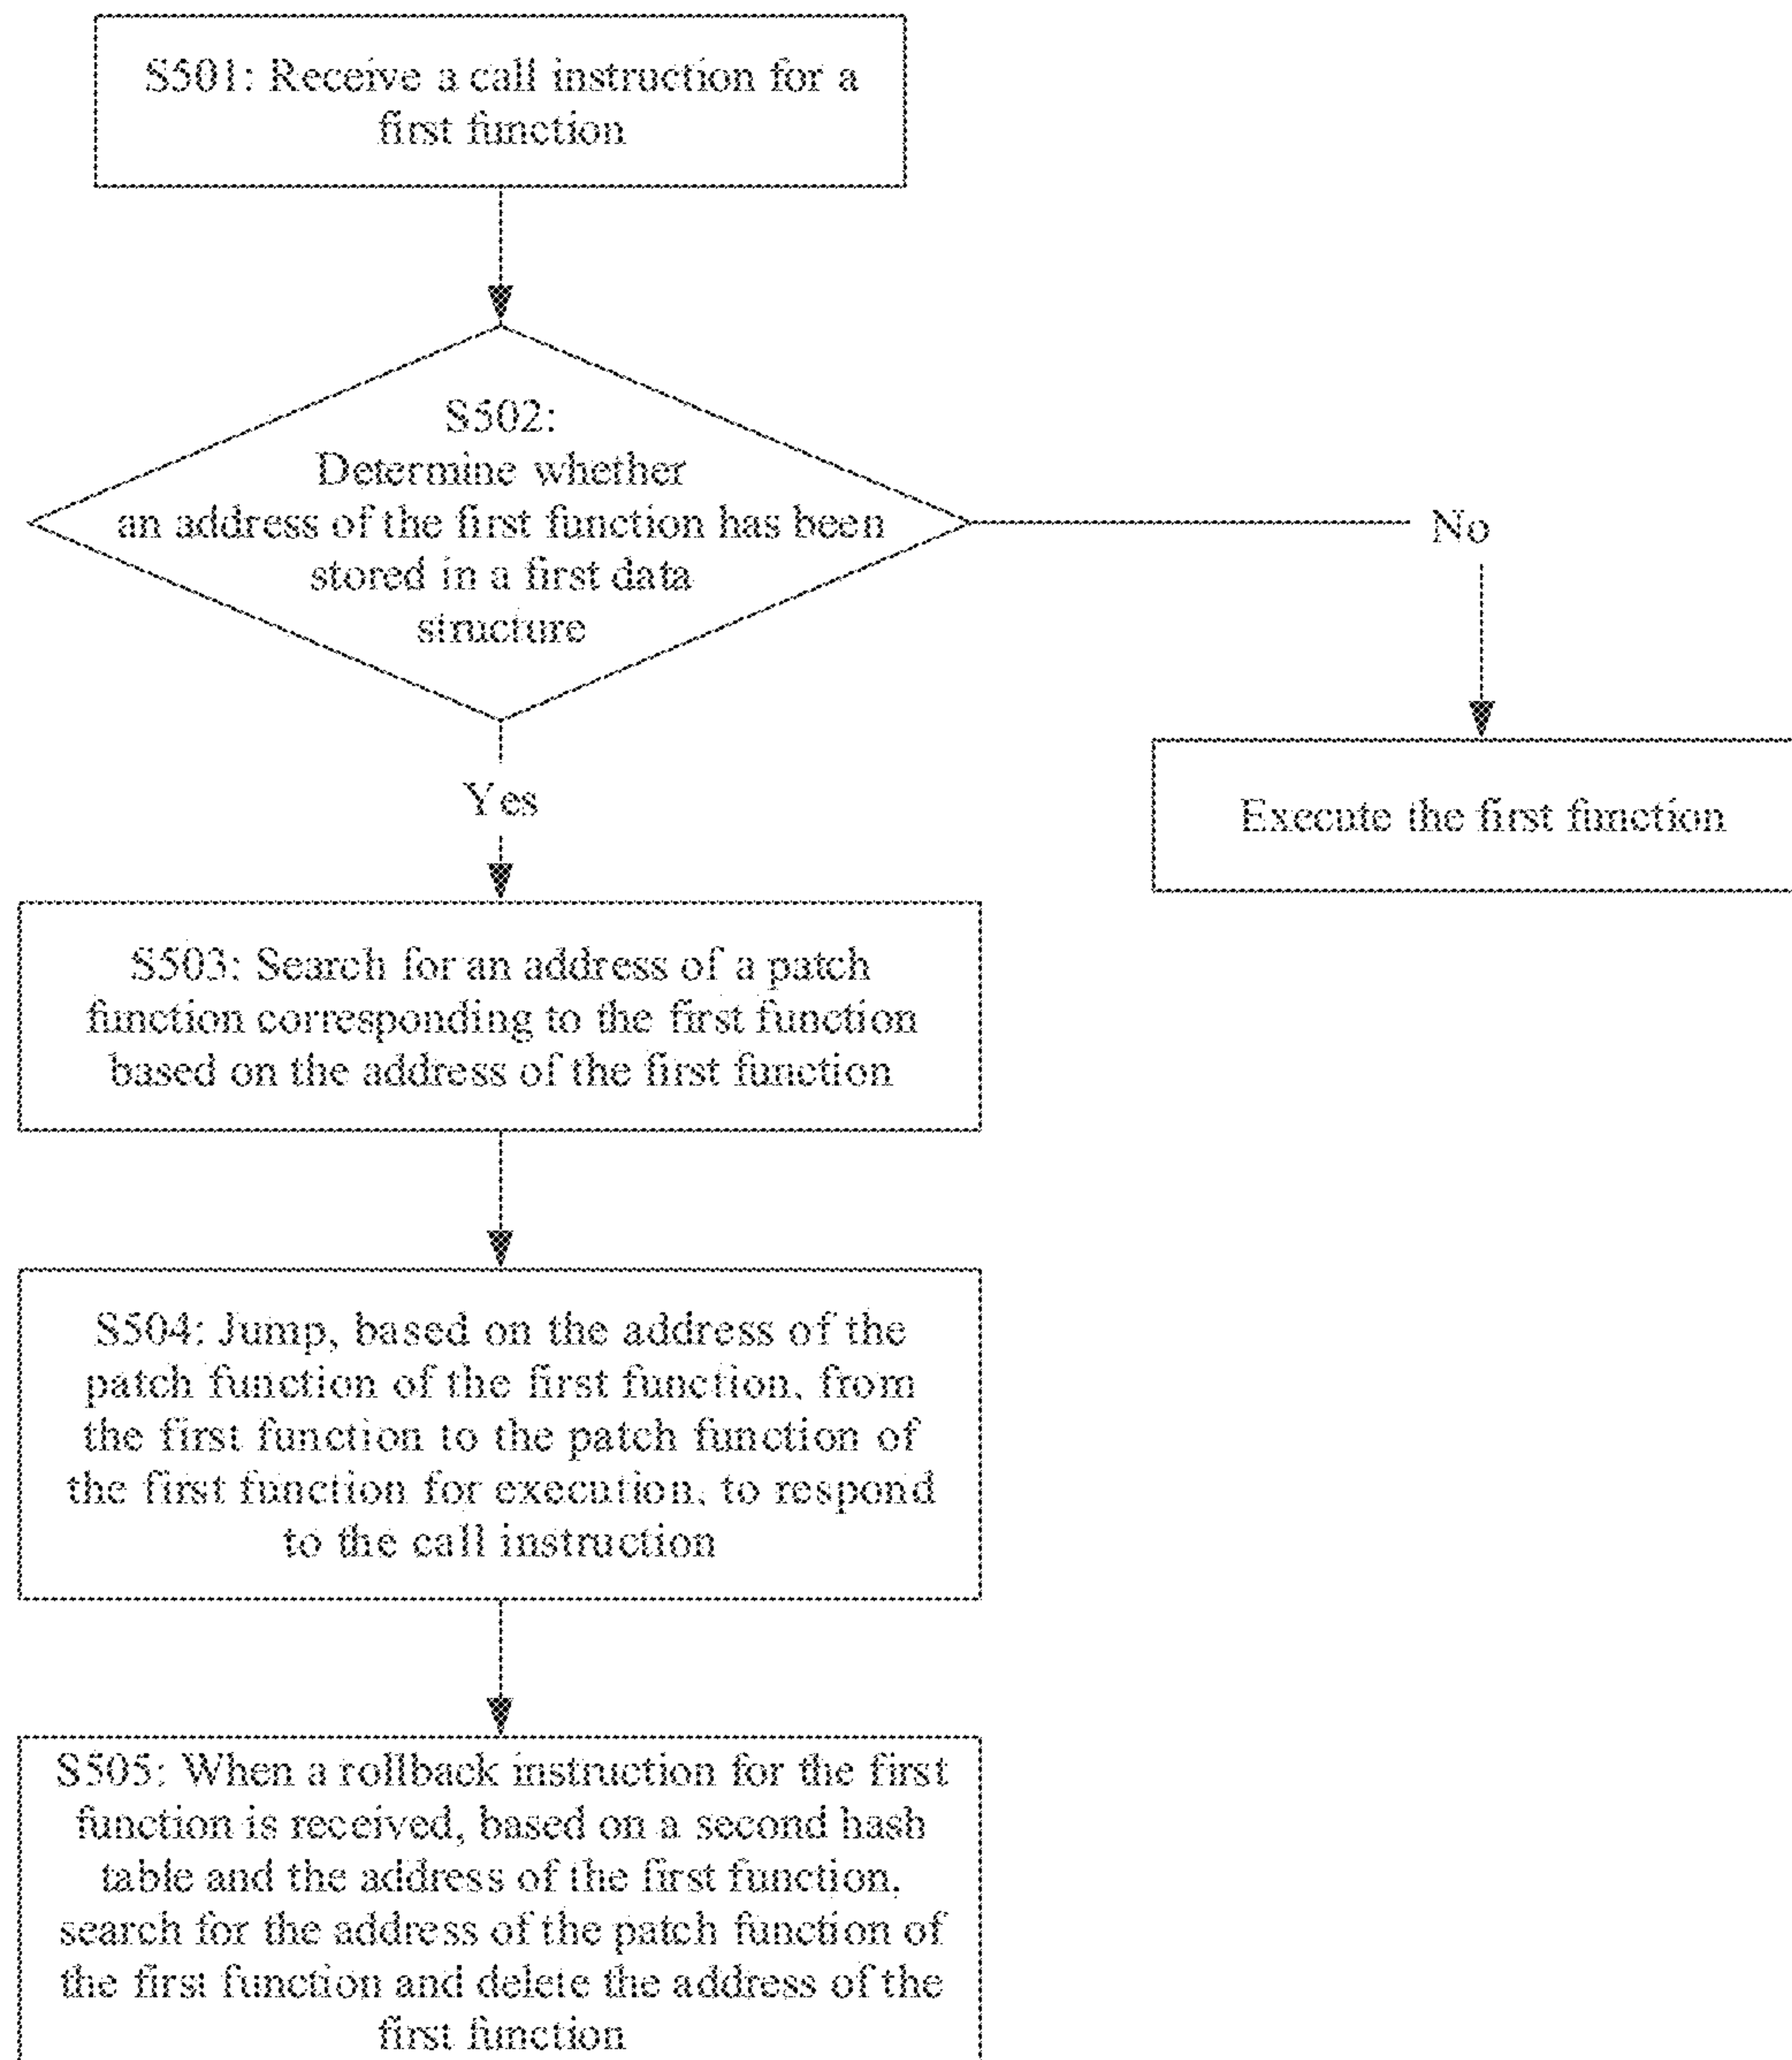 S501: Receive a call instruction for a
first function
S502:
Determine whether
an address of the first function has been
stored in a first data
structure
No
Yes
Execute the first function
S503: Search for an address of a patch
function corresponding to the first function
based on the address of the first function
S504: Jump, based on the address of the
patch function of the first function, from
the first function to the patch function of
the first function for execution, to respond
to the call instruction
S505: When a rollback instruction for the first
function is received, based on a second hash
table and the address of the first function,
search for the address of the patch function of
the first function and delete the address of the
first function